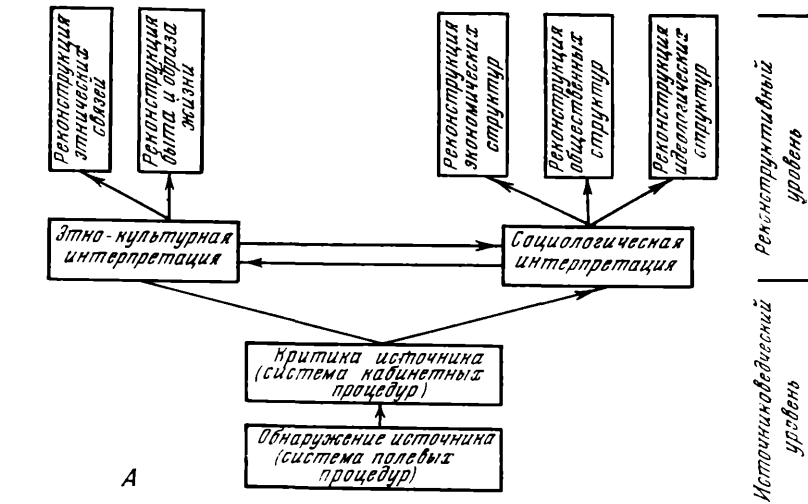 Реконструкция
этнических
связей
Реконструкция
быта и образа
жизни
Реконструкция
экономических
структур
Реконструкция
общественных
структур
Реконструкция
идеологических
структур
Реконструктивный
уровень
Этно-культурная
интерпретация
Социологическая
интерпретация
Критика источника
(система кабинетных
процедур)
Обнаружение источника
(система полевых
процедур)
Источниковедческий
уровень
А